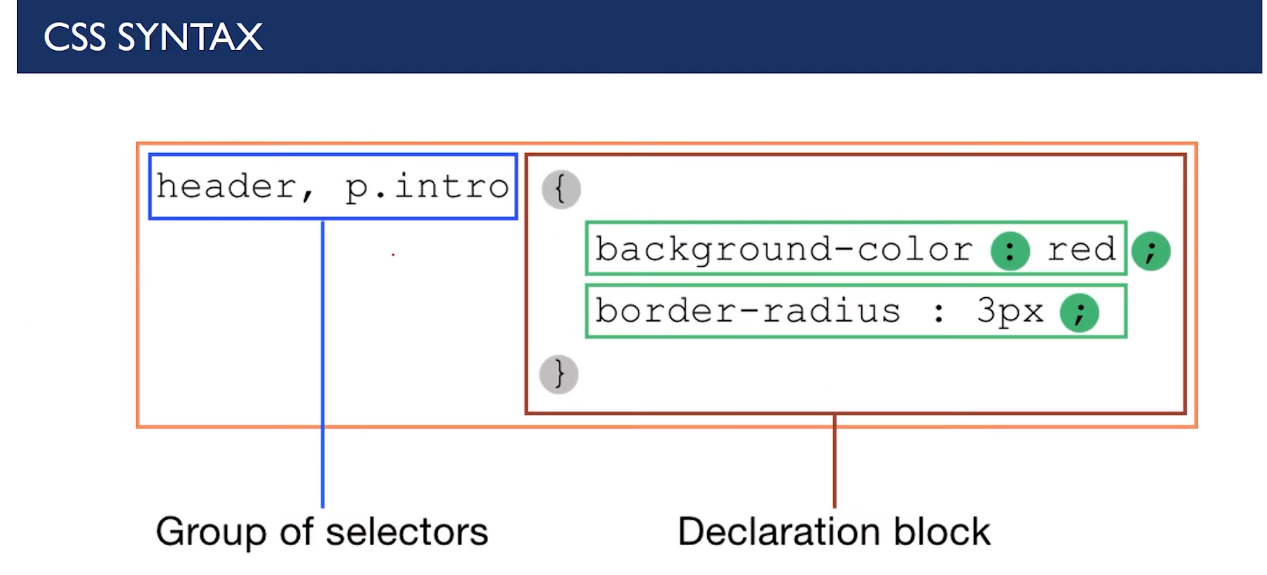 CSS SYNTAX
header, p.intro {
background-color : red ;
border-radius : 3px ;
}
Group of selectors
Declaration block